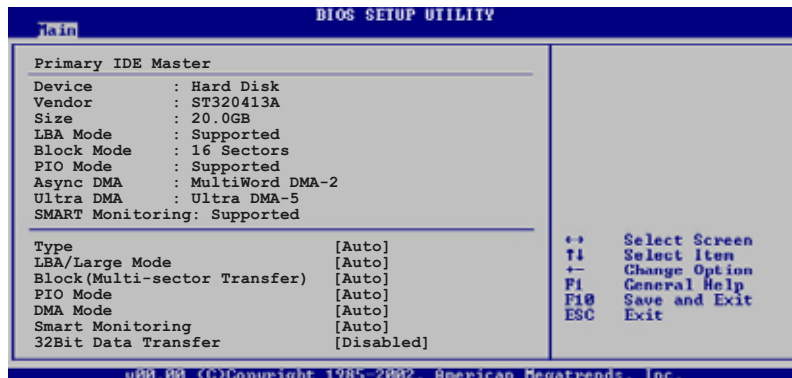 BIOS SETUP UTILITY
Main
Primary IDE Master
Device : Hard Disk
Vendor : ST320413A
Size : 20.0GB
LBA Mode : Supported
Block Mode : 16 Sectors
PIO Mode : Supported
Async DMA : MultiWord DMA-2
Ultra DMA : Ultra DMA-5
SMART Monitoring: Supported
Type [Auto]
LBA/Large Mode [Auto]
Block(Multi-sector Transfer) [Auto]
PIO Mode [Auto]
DMA Mode [Auto]
Smart Monitoring [Auto]
32Bit Data Transfer [Disabled]
↔ Select Screen
↑↓ Select Item
+- Change Option
F1 General Help
F10 Save and Exit
ESC Exit
v00.00 (C)Copyright 1985-2002, American Megatrends, Inc.